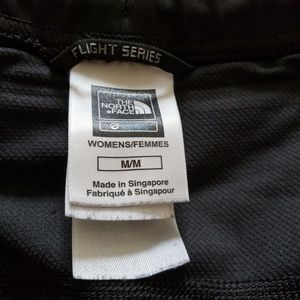 FLIGHT SERIES
THE
NORTH
FACE
WOMENS/FEMMES
M/M
Made in Singapore
Fabriqué à Singapour